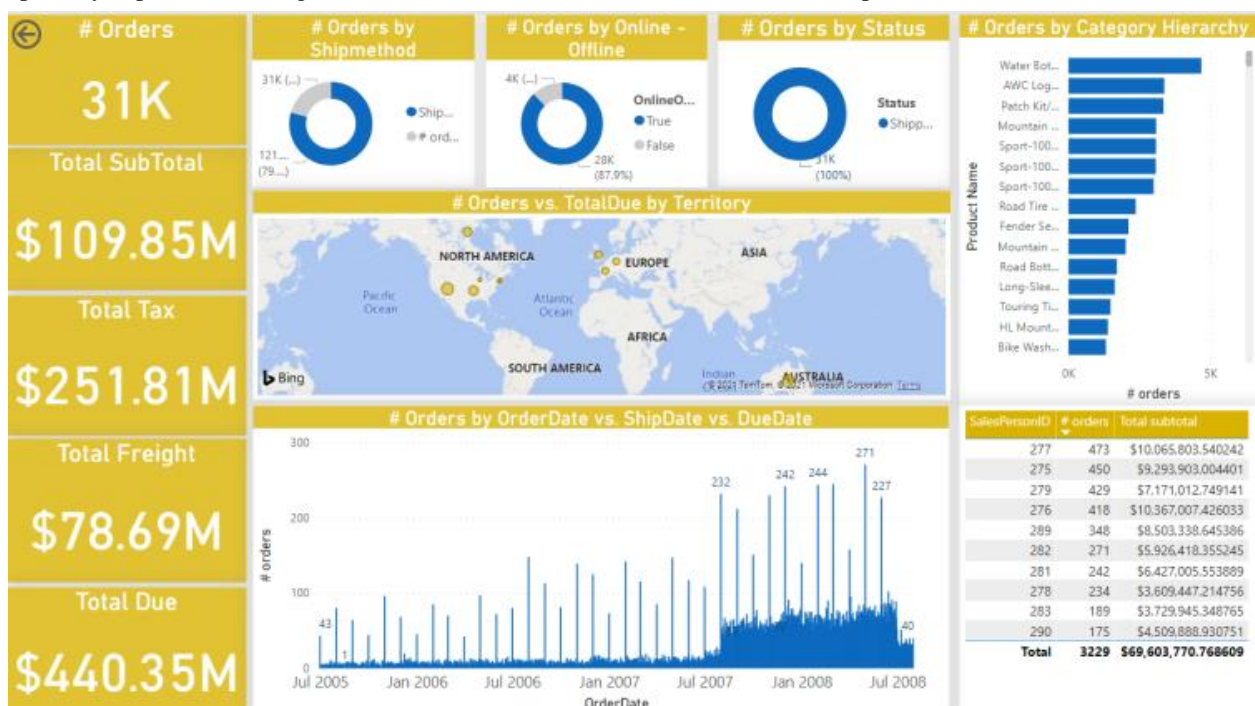 # Orders
31K
Total SubTotal
$109.85M
Total Tax
$251.81M
Total Freight
$78.69M
Total Due
$440.35M
# Orders by
Shipmethod
31K (...)
121....
(79....)
Ship...
# ord...
# Orders by Online -
Offline
4K (...)
28K
(87.9%)
OnlineO...
True
False
# Orders by Status
31K
(100%)
Status
Shipp...
# Orders vs. TotalDue by Territory
NORTH AMERICA
EUROPE
ASIA
Pacific
Ocean
Atlantic
Ocean
AFRICA
SOUTH AMERICA
Indian
AUSTRALIA
Bing
© 2021 TomTom, © 2021 Microsoft Corporation Terms
# Orders by OrderDate vs. ShipDate vs. DueDate
# orders
300
200
100
0
43
1
232
242
244
271
227
40
Jul 2005
Jan 2006
Jul 2006
Jan 2007
Jul 2007
Jan 2008
Jul 2008
OrderDate
# Orders by Category Hierarchy
Product Name
Water Bot...
AWC Log...
Patch Kit/...
Mountain ...
Sport-100...
Sport-100...
Sport-100...
Road Tire ...
Fender Se...
Mountain ...
Road Bott...
Long-Slee...
Touring Ti...
HL Mount...
Bike Wash...
0K 5K
# orders
SalesPersonID # orders Total subtotal
277 473 $10,065,803.540242
275 450 $9,293,903.004401
279 429 $7,171,012.749141
276 418 $10,367,007.426033
289 348 $8,503,338.645386
282 271 $5,926,418.355245
281 242 $6,427,005.553889
278 234 $3,609,447.214756
283 189 $3,729,945.348765
290 175 $4,509,888.930751
Total 3229 $69,603,770.768609